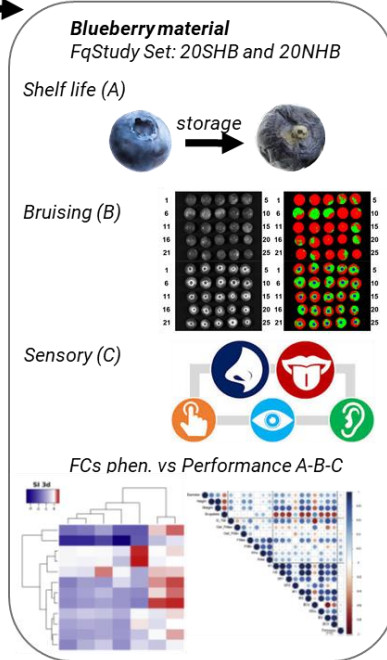 Blueberry material
FqStudy Set: 20SHB and 20NHB
Shelf life (A)
storage
Bruising (B)
1 5 1 5
6 10 6 10
11 15 11 15
16 20 16 20
21 25 21 25
1 5 1 5
6 10 6 10
11 15 11 15
16 20 16 20
21 25 21 25
Sensory (C)
FCs phen. vs Performance A-B-C
SI 3d